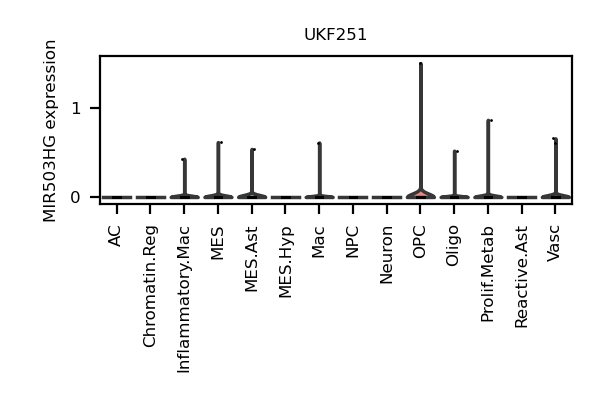 UKF251
MIR503HG expression
1
0
AC
Chromatin.Reg
Inflammatory.Mac
MES
MES.Ast
MES.Hyp
Mac
NPC
Neuron
OPC
Oligo
Prolif.Metab
Reactive.Ast
Vasc